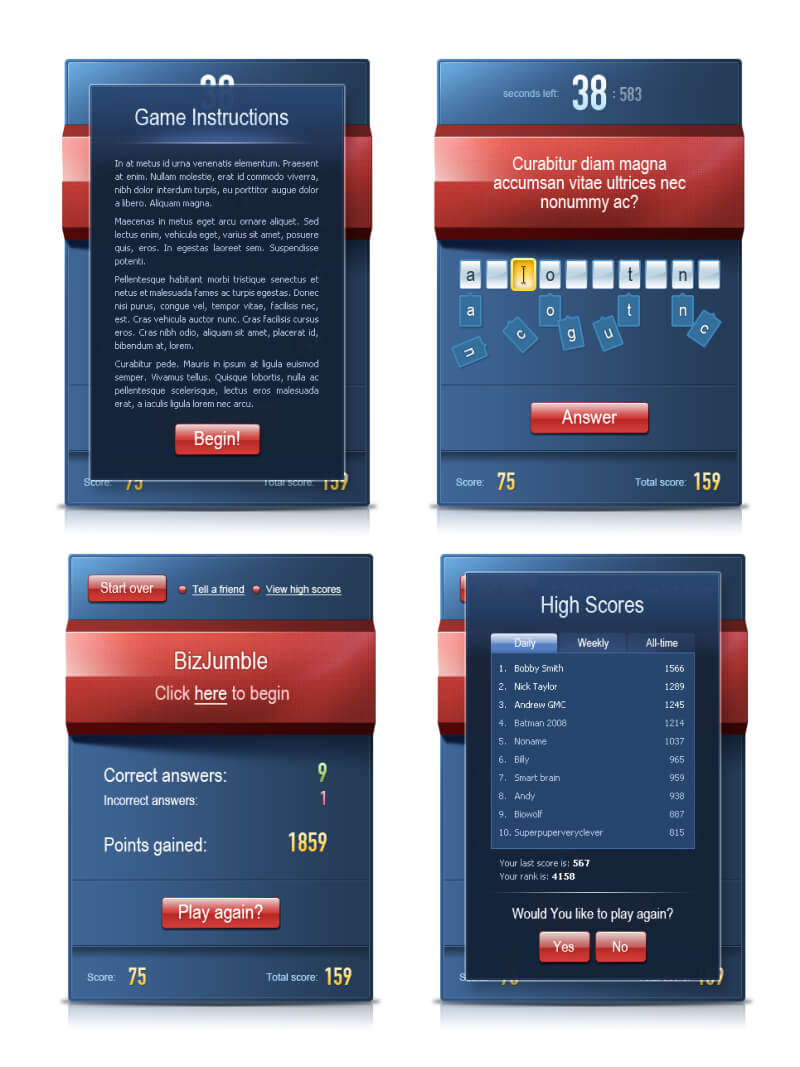 38
Game Instructions
In at metus id urna venenatis elementum. Praesent
at enim. Nullam molestie, erat id commodo viverra,
nibh dolor interdum turpis, eu porttitor augue dolor
a libero. Aliquam magna.
Maecenas in metus eget arcu ornare aliquet. Sed
lectus enim, vehicula eget, varius sit amet, posuere
quis, eros. In egestas laoreet sem. Suspendisse
potenti.
Pellentesque habitant morbi tristique senectus et
netus et malesuada fames ac turpis egestas. Donec
nisi purus, congue vel, tempor vitae, facilisis nec,
est. Cras vehicula auctor nunc. Cras facilisis cursus
eros. Cras nibh odio, aliquam sit amet, placerat id,
bibendum at, lorem.
Curabitur pede. Mauris in ipsum at ligula euismod
semper. Vivamus tellus. Quisque lobortis, nulla ac
pellentesque scelerisque, lectus eros malesuada
erat, a iaculis ligula lorem nec arcu.
Begin!
Score: 75 Total score: 159
seconds left: 38 : 583
Curabitur diam magna
accumsan vitae ultrices nec
nonummy ac?
a o t n
a o t n
n c g u c
Answer
Score: 75 Total score: 159
Start over Tell a friend View high scores
BizJumble
Click here to begin
Correct answers: 9
Incorrect answers: 1
Points gained: 1859
Play again?
Score: 75 Total score: 159
High Scores
Daily Weekly All-time
1. Bobby Smith 1566
2. Nick Taylor 1289
3. Andrew GMC 1245
4. Batman 2008 1214
5. Noname 1037
6. Billy 965
7. Smart brain 959
8. Andy 938
9. Biowolf 887
10. Superpuperveryclever 815
Your last score is: 567
Your rank is: 4158
Would You like to play again?
Yes No